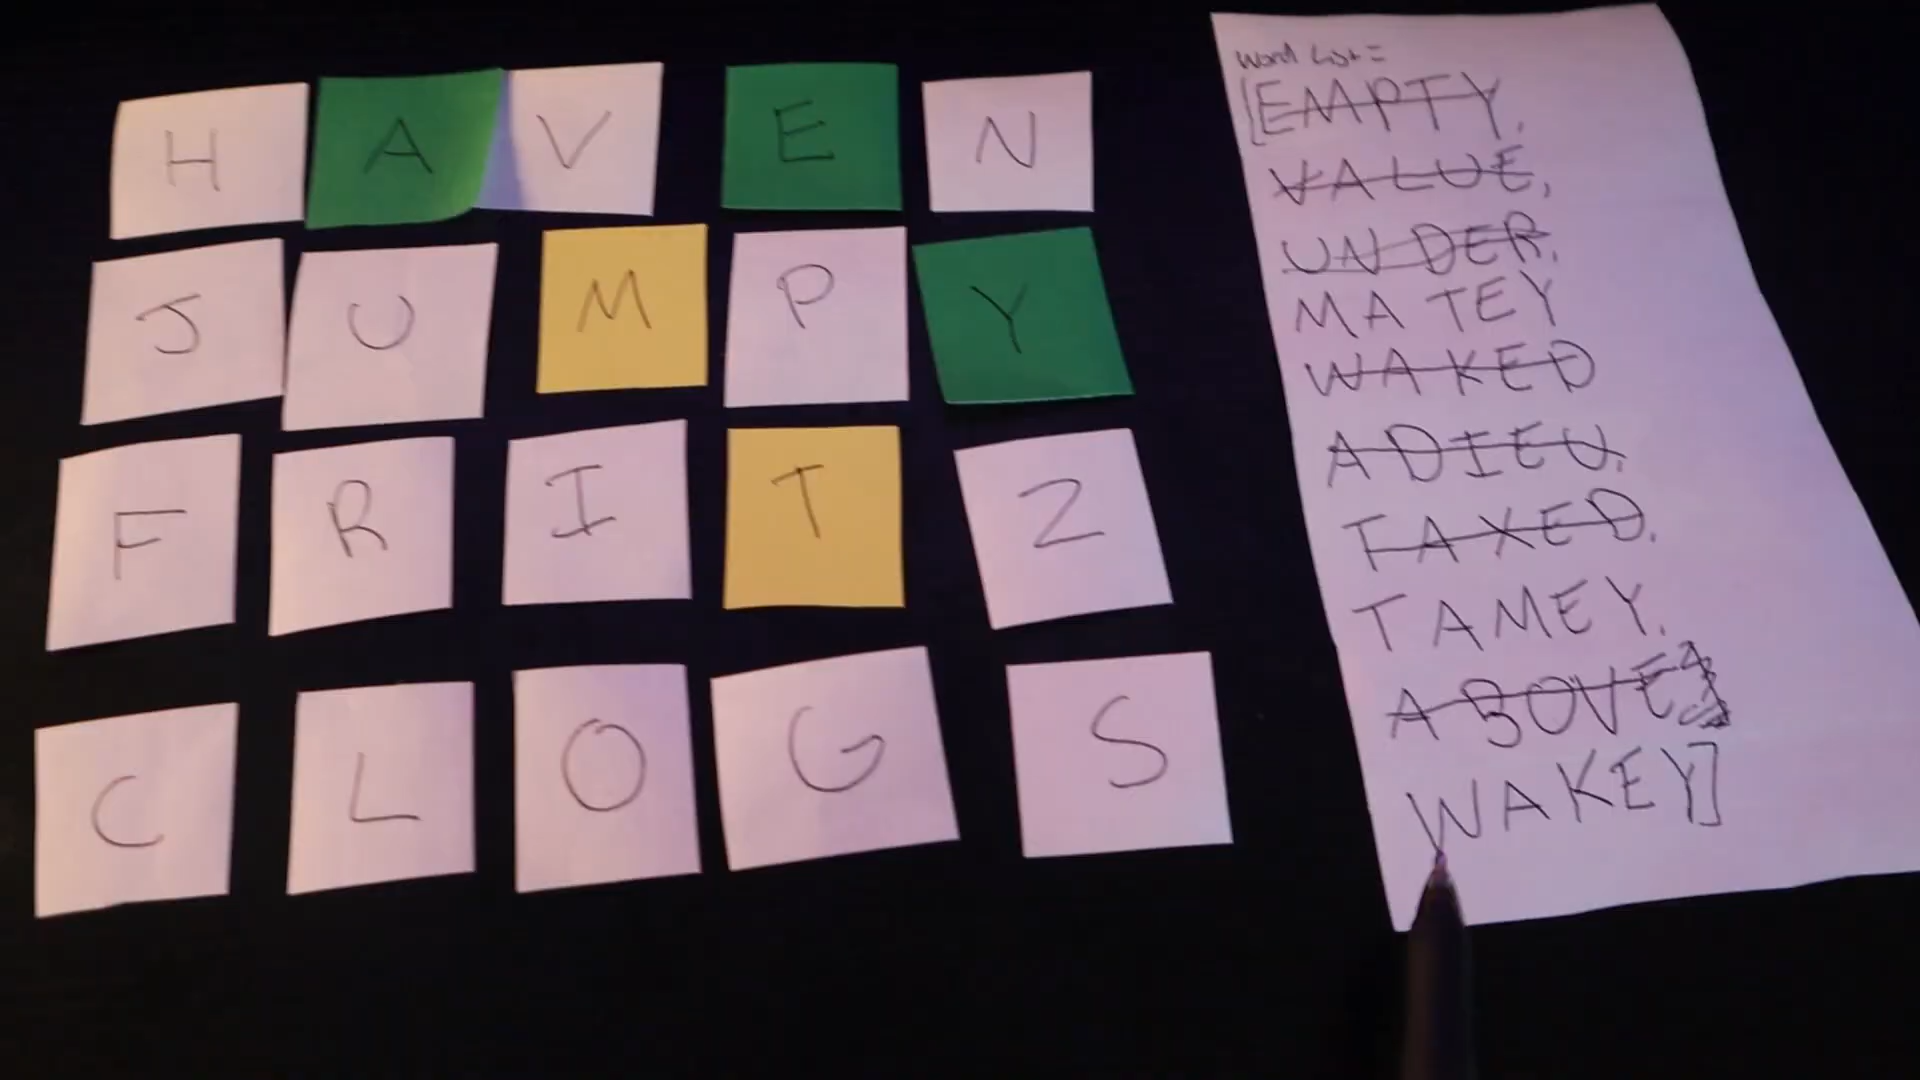 H A V E N
J U M P Y
F R I T Z
C L O G S
Word List =
[EMPTY,
VALUE,
UNDER,
MATEY
WAKED
ADIEU,
TAXED,
TAMEY,
ABOVE
WAKEY]